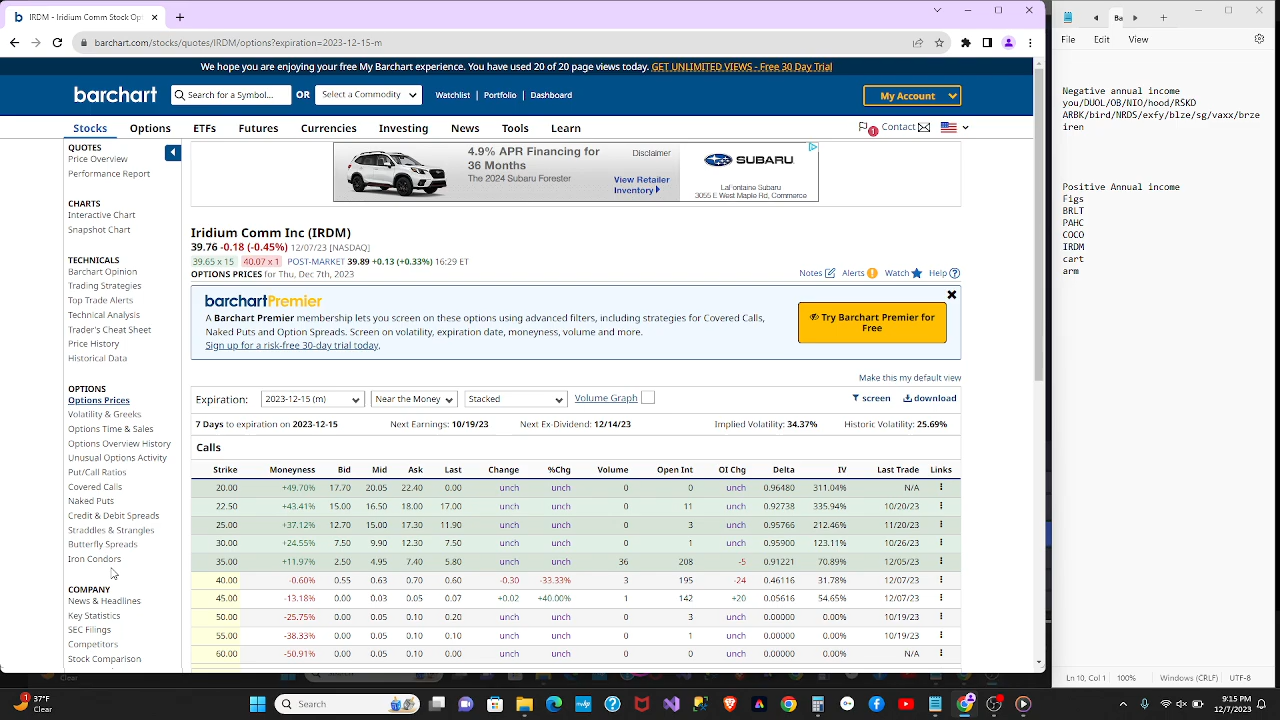 IRDM - Iridium Comm Stock Op
barchart.com/stocks/quotes/IRDM/options?expiration=2023-12-15-m
We hope you are enjoying your free My Barchart experience. You have used 20 of 20 page views today. GET UNLIMITED VIEWS - Free 30 Day Trial
barchart
Search for a Symbol...
OR
Select a Commodity
Watchlist | Portfolio | Dashboard
My Account
Stocks Options ETFs Futures Currencies Investing News Tools Learn
Contact
QUOTES
Price Overview
Performance Report
CHARTS
Interactive Chart
Snapshot Chart
TECHNICALS
Barchart Opinion
Trading Strategies
Top Trade Alerts
Technical Analysis
Trader's Cheat Sheet
Price History
Historical Data
OPTIONS
Options Prices
Volatility & Greeks
Options Time & Sales
Options Overview History
Unusual Options Activity
Put/Call Ratios
Covered Calls
Naked Puts
Credit & Debit Spreads
Straddles & Strangles
Butterfly Spreads
Iron Condors
COMPANY
News & Headlines
Key Statistics
SEC Filings
Competitors
Stock Comparison
4.9% APR Financing for
36 Months
The 2024 Subaru Forester
Disclaimer
View Retailer
Inventory
SUBARU
LaFontaine Subaru
3055 E West Maple Rd, Commerce
Iridium Comm Inc (IRDM)
39.76 -0.18 (-0.45%) 12/07/23 [NASDAQ]
39.65 x 15 40.07 x 1 POST-MARKET 39.89 +0.13 (+0.33%) 16:29 ET
OPTIONS PRICES for Thu, Dec 7th, 2023
Notes Alerts Watch Help
barchartPremier
A Barchart Premier membership lets you screen on these options using advanced filters, including strategies for Covered Calls,
Naked Puts and Option Spreads. Screen on volatility, expiration date, moneyness, volume and more.
Sign up for a risk-free 30-day trial today.
Try Barchart Premier for
Free
Make this my default view
Expiration: 2023-12-15 (m) Near the Money Stacked Volume Graph
screen download
7 Days to expiration on 2023-12-15 Next Earnings: 10/19/23 Next Ex-Dividend: 12/14/23 Implied Volatility: 34.37% Historic Volatility: 25.69%
Calls
Strike Moneyness Bid Mid Ask Last Change %Chg Volume Open Int OI Chg Delta IV Last Trade Links
20.00 +49.70% 17.70 20.05 22.40 0.00 unch unch 0 0 unch 0.96480 311.04% N/A
22.50 +43.41% 15.00 16.50 18.00 17.00 unch unch 0 11 unch 0.92738 335.94% 10/20/23
25.00 +37.12% 12.70 15.00 17.30 11.90 unch unch 0 3 unch 0.95766 212.46% 11/20/23
30.00 +24.55% 7.50 9.90 12.30 7.50 unch unch 0 1 unch 0.95900 123.11% 10/26/23
35.00 +11.97% 2.50 4.95 7.40 5.80 unch unch 36 208 -5 0.91221 70.89% 12/05/23
40.00 -0.60% 0.55 0.63 0.70 0.60 -0.30 -33.33% 3 195 -24 0.46116 31.78% 12/07/23
45.00 -13.18% 0.00 0.03 0.05 0.07 +0.02 +40.00% 1 142 +20 0.05616 54.65% 12/07/23
50.00 -25.75% 0.00 0.05 0.10 0.20 unch unch 0 3 unch 0.00000 0.00% 10/19/23
55.00 -38.33% 0.00 0.05 0.10 0.10 unch unch 0 1 unch 0.00000 0.00% 10/19/23
60.00 -50.91% 0.00 0.05 0.10 0.00 unch unch 0 0 unch 0.00000 0.00% N/A
Ba
File Edit View
Negative annual income
you/DUOL/OB/NIO/hood/RSKD
ARBK/bird/NRDS/exfy/blze/sg/vaxx/brze
iren
Positive Annual income
Figs
BRLT
PAHC
COCO
IRDM
cart
arm
Ln 10, Col 1 100% Windows (CRLF) UTF-8
1
37°F
Clear
Search
9:15 PM
12/7/2023